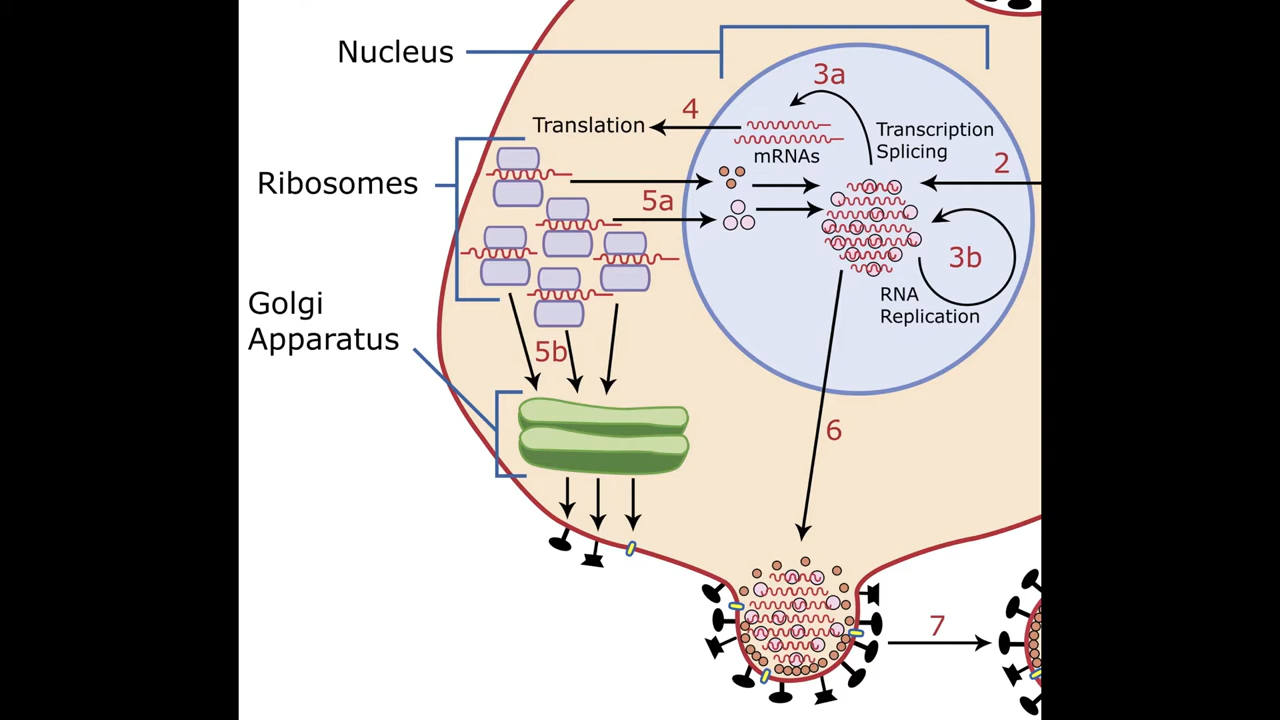 Nucleus
3a
4
Translation
Transcription
Splicing
mRNAs
2
Ribosomes
5a
3b
RNA
Replication
Golgi
Apparatus
5b
6
7